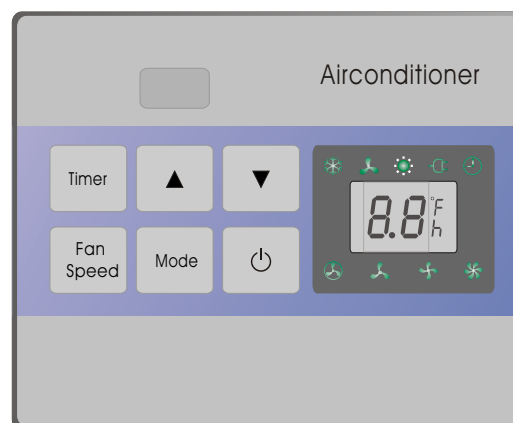 Airconditioner
Timer ▲ ▼
8.8 °F
h
Fan
Speed
Mode